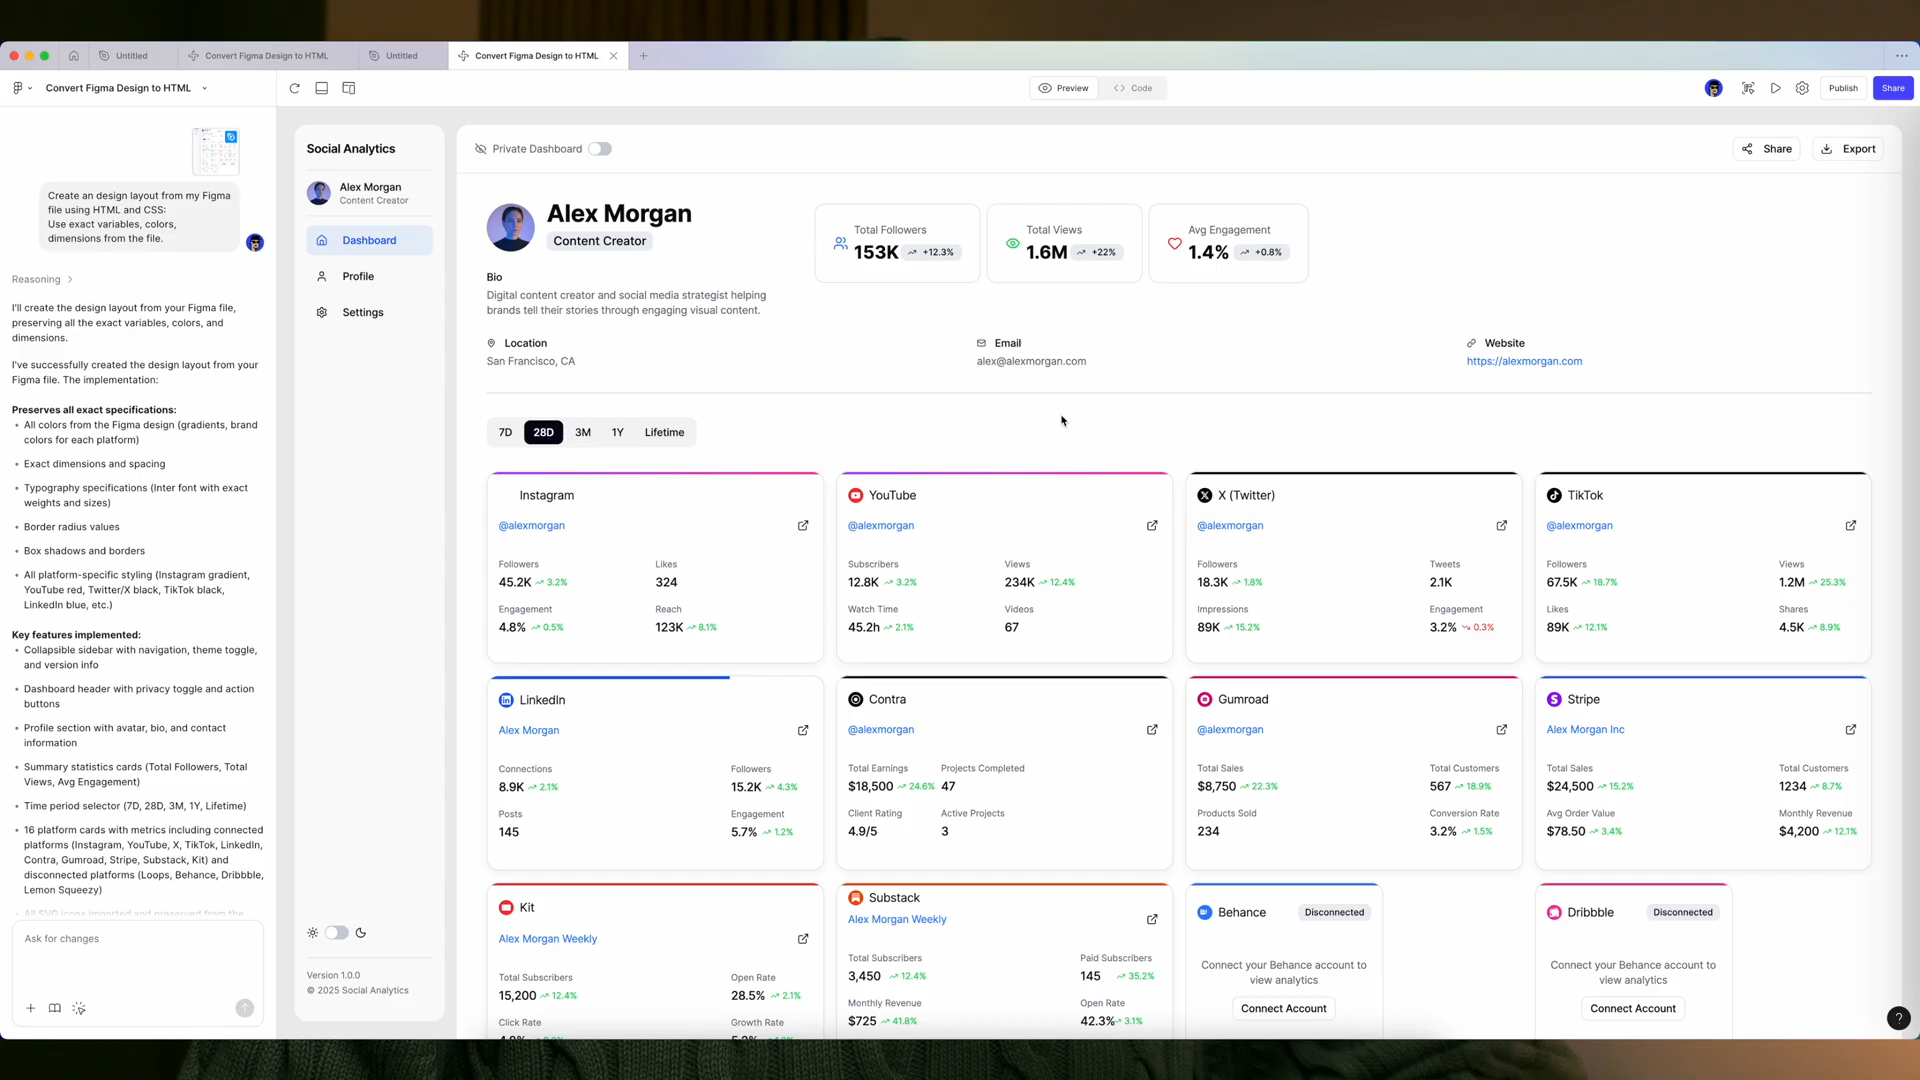 Untitled
Convert Figma Design to HTML
Untitled
Convert Figma Design to HTML
Convert Figma Design to HTML
Preview
Code
Publish
Share
Create an design layout from my Figma
file using HTML and CSS:
Use exact variables, colors,
dimensions from the file.
Reasoning
I'll create the design layout from your Figma file,
preserving all the exact variables, colors, and
dimensions.
I've successfully created the design layout from your
Figma file. The implementation:
Preserves all exact specifications:
• All colors from the Figma design (gradients, brand
colors for each platform)
• Exact dimensions and spacing
• Typography specifications (Inter font with exact
weights and sizes)
• Border radius values
• Box shadows and borders
• All platform-specific styling (Instagram gradient,
YouTube red, Twitter/X black, TikTok black,
LinkedIn blue, etc.)
Key features implemented:
• Collapsible sidebar with navigation, theme toggle,
and version info
• Dashboard header with privacy toggle and action
buttons
• Profile section with avatar, bio, and contact
information
• Summary statistics cards (Total Followers, Total
Views, Avg Engagement)
• Time period selector (7D, 28D, 3M, 1Y, Lifetime)
• 16 platform cards with metrics including connected
platforms (Instagram, YouTube, X, TikTok, LinkedIn,
Contra, Gumroad, Stripe, Substack, Kit) and
disconnected platforms (Loops, Behance, Dribbble,
Lemon Squeezy)
• All SVG icons imported and preserved from the
Ask for changes
Social Analytics
Alex Morgan
Content Creator
Dashboard
Profile
Settings
Version 1.0.0
© 2025 Social Analytics
Private Dashboard
Share
Export
Alex Morgan
Content Creator
Total Followers
153K +12.3%
Total Views
1.6M +22%
Avg Engagement
1.4% +0.8%
Bio
Digital content creator and social media strategist helping
brands tell their stories through engaging visual content.
Location
San Francisco, CA
Email
alex@alexmorgan.com
Website
https://alexmorgan.com
7D 28D 3M 1Y Lifetime
Instagram
@alexmorgan
Followers Likes
45.2K 3.2% 324
Engagement Reach
4.8% 0.5% 123K 8.1%
YouTube
@alexmorgan
Subscribers Views
12.8K 3.2% 234K 12.4%
Watch Time Videos
45.2h 2.1% 67
X (Twitter)
@alexmorgan
Followers Tweets
18.3K 1.8% 2.1K
Impressions Engagement
89K 15.2% 3.2% 0.3%
TikTok
@alexmorgan
Followers Views
67.5K 18.7% 1.2M 25.3%
Likes Shares
89K 12.1% 4.5K 8.9%
LinkedIn
Alex Morgan
Connections Followers
8.9K 2.1% 15.2K 4.3%
Posts Engagement
145 5.7% 1.2%
Contra
@alexmorgan
Total Earnings Projects Completed
$18,500 24.6% 47
Client Rating Active Projects
4.9/5 3
Gumroad
@alexmorgan
Total Sales Total Customers
$8,750 22.3% 567 18.9%
Products Sold Conversion Rate
234 3.2% 1.5%
Stripe
Alex Morgan Inc
Total Sales Total Customers
$24,500 15.2% 1234 8.7%
Avg Order Value Monthly Revenue
$78.50 3.4% $4,200 12.1%
Kit
Alex Morgan Weekly
Total Subscribers Open Rate
15,200 12.4% 28.5% 2.1%
Click Rate Growth Rate
Substack
Alex Morgan Weekly
Total Subscribers Paid Subscribers
3,450 12.4% 145 35.2%
Monthly Revenue Open Rate
$725 41.8% 42.3% 3.1%
Behance Disconnected
Connect your Behance account to
view analytics
Connect Account
Dribbble Disconnected
Connect your Behance account to
view analytics
Connect Account
?